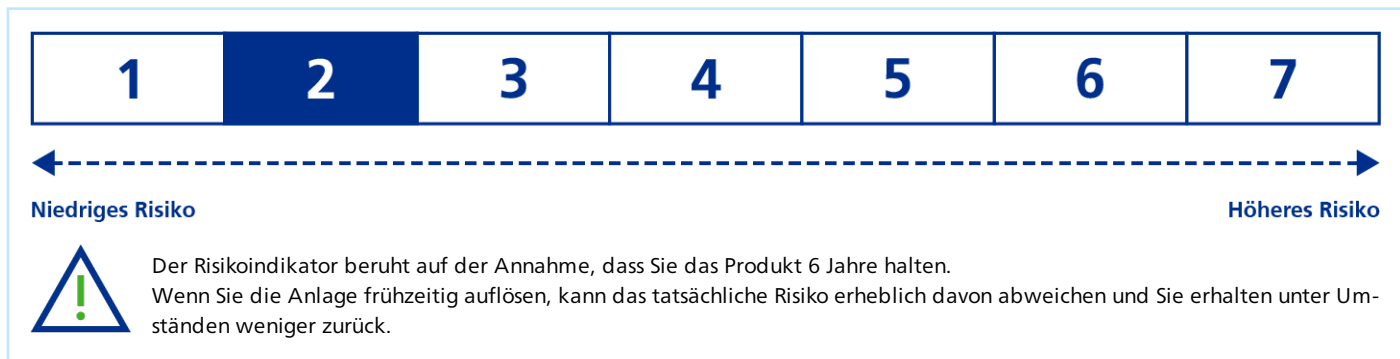 1 2 3 4 5 6 7
Niedriges Risiko Höheres Risiko
Der Risikoindikator beruht auf der Annahme, dass Sie das Produkt 6 Jahre halten.
Wenn Sie die Anlage frühzeitig auflösen, kann das tatsächliche Risiko erheblich davon abweichen und Sie erhalten unter Um-
ständen weniger zurück.